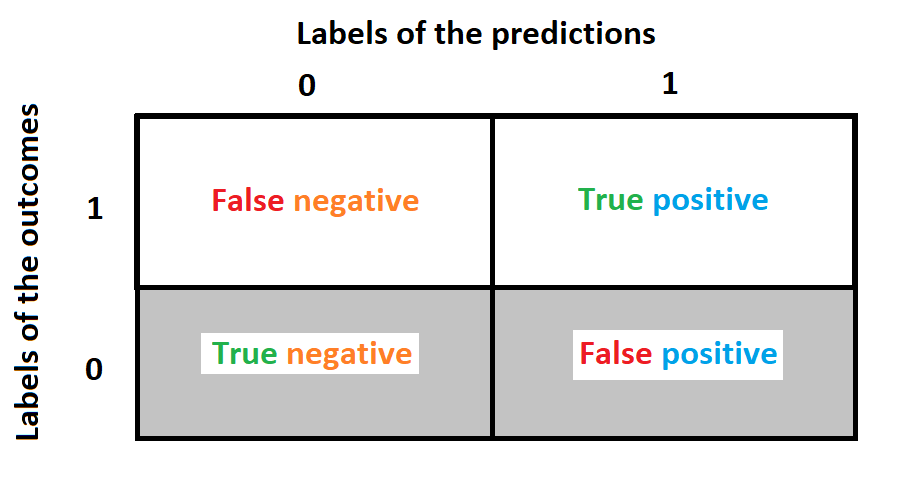 Labels of the predictions
0 1
Labels of the outcomes
1
False negative
True positive
0
True negative
False positive